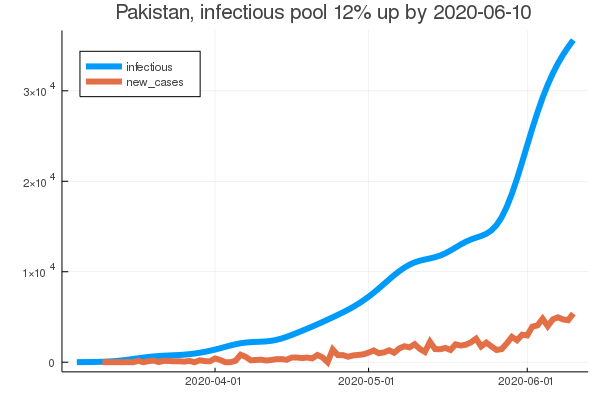 Pakistan, infectious pool 12% up by 2020-06-10
infectious
new_cases
3×10⁴
2×10⁴
1×10⁴
0
2020-04-01
2020-05-01
2020-06-01